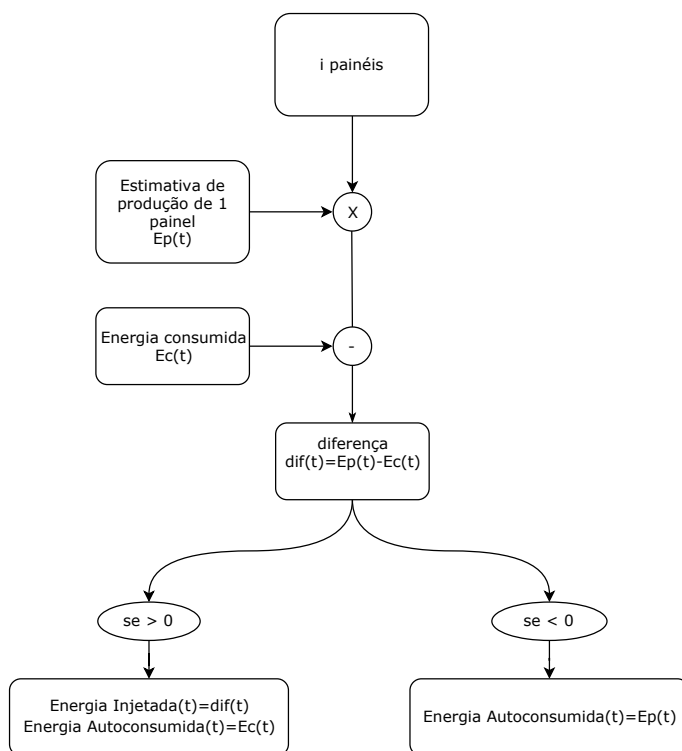 i painéis
Estimativa de
produção de 1
painel
Ep(t)
X
Energia consumida
Ec(t)
-
diferença
dif(t)=Ep(t)-Ec(t)
se > 0
se < 0
Energia Injetada(t)=dif(t)
Energia Autoconsumida(t)=Ec(t)
Energia Autoconsumida(t)=Ep(t)